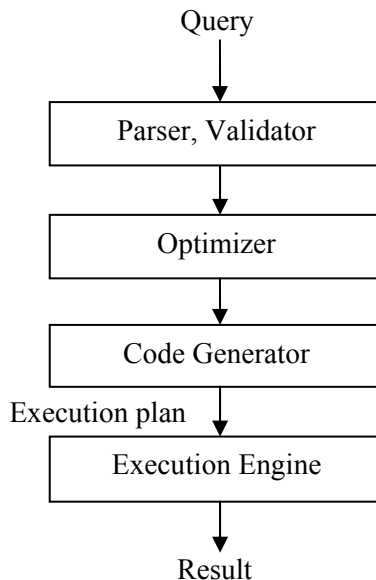 Query
Parser, Validator
Optimizer
Code Generator
Execution plan
Execution Engine
Result